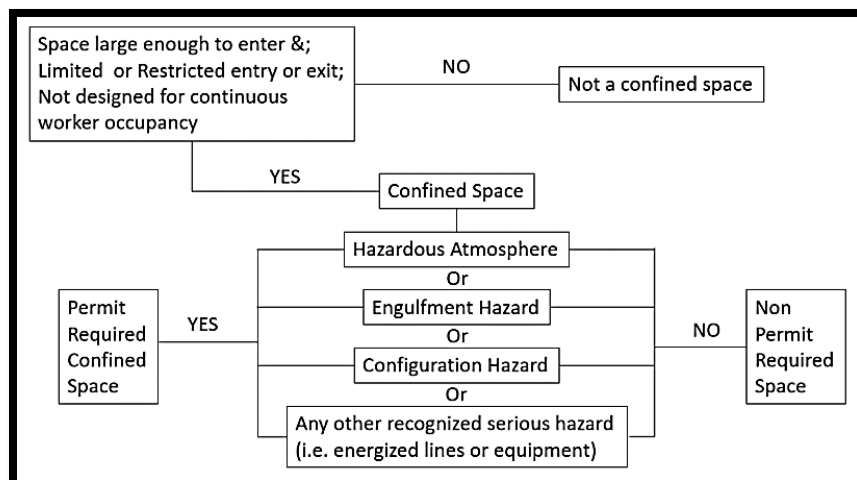 Space large enough to enter &;
Limited or Restricted entry or exit;
Not designed for continuous
worker occupancy
NO
Not a confined space
YES
Confined Space
Hazardous Atmosphere
Or
Engulfment Hazard
Or
Configuration Hazard
Or
Any other recognized serious hazard
(i.e. energized lines or equipment)
YES
Permit
Required
Confined
Space
NO
Non
Permit
Required
Space